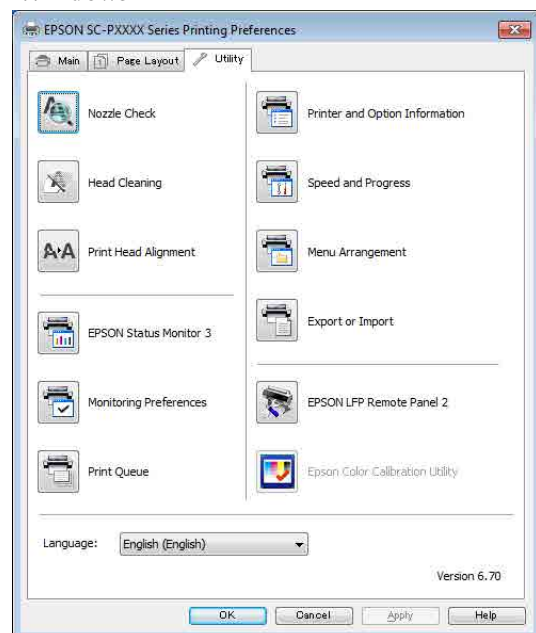 EPSON SC-PXXXX Series Printing Preferences
Main
Page Layout
Utility
Nozzle Check
Printer and Option Information
Head Cleaning
Speed and Progress
A A
Print Head Alignment
Menu Arrangement
EPSON Status Monitor 3
Export or Import
Monitoring Preferences
EPSON LFP Remote Panel 2
Print Queue
Epson Color Calibration Utility
Language:
English (English)
Version 6.70
OK
Cancel
Apply
Help